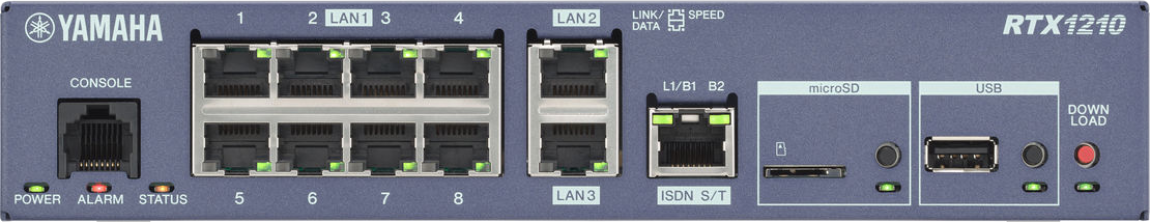 YAMAHA
CONSOLE
POWER
ALARM
STATUS
1 2 LAN1 3 4
5 6 7 8
LAN2
LAN3
LINK/
DATA
SPEED
L1/B1 B2
ISDN S/T
microSD
USB
RTX1210
DOWN
LOAD